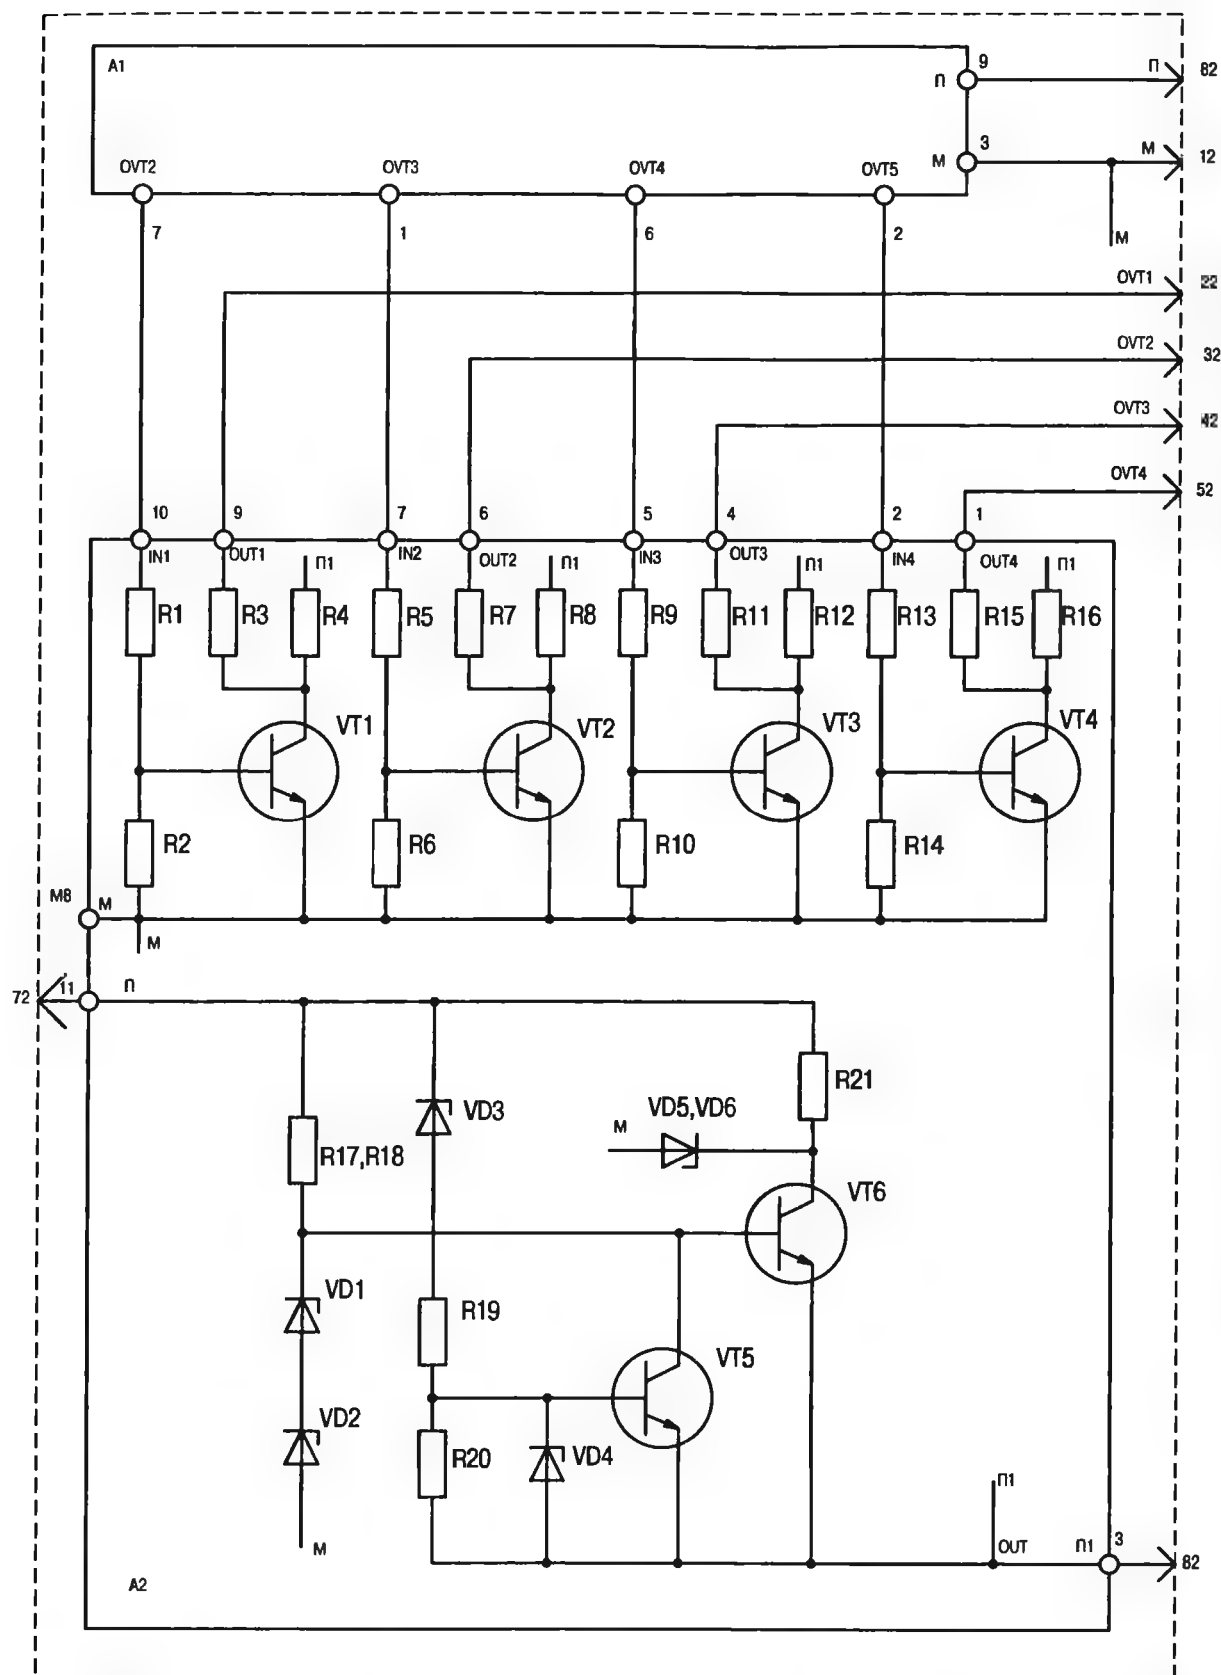 A1
9
П
П
82
3
М
М
12
М
OVT2
OVT3
OVT4
OVT5
7
1
6
2
OVT1
22
OVT2
32
OVT3
42
OVT4
52
10
9
7
6
5
4
2
1
IN1
OUT1
П1
IN2
OUT2
П1
IN3
OUT3
П1
IN4
OUT4
П1
R1
R3
R4
R5
R7
R8
R9
R11
R12
R13
R15
R16
VT1
VT2
VT3
VT4
R2
R6
R10
R14
M8
М
М
72
11
П
R21
VD3
VD5,VD6
М
R17,R18
VT6
VD1
R19
VT5
VD2
R20
VD4
П1
М
OUT
П1
3
82
A2